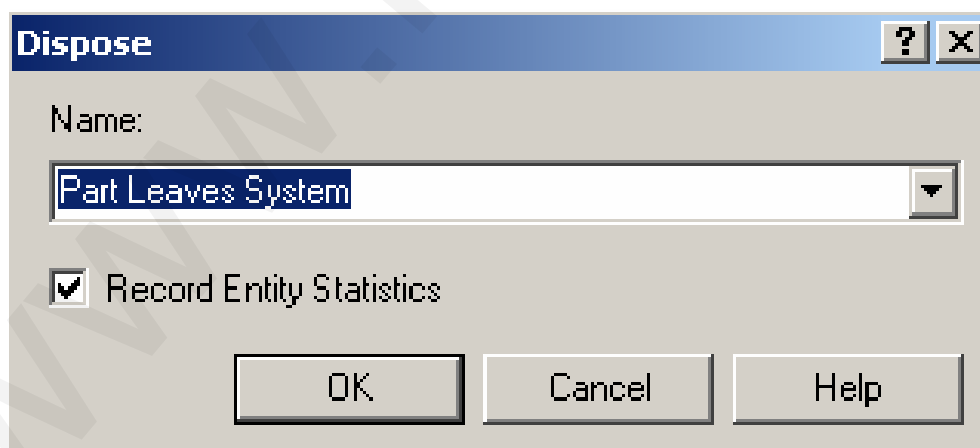 Dispose
Name:
Part Leaves System
Record Entity Statistics
OK Cancel Help